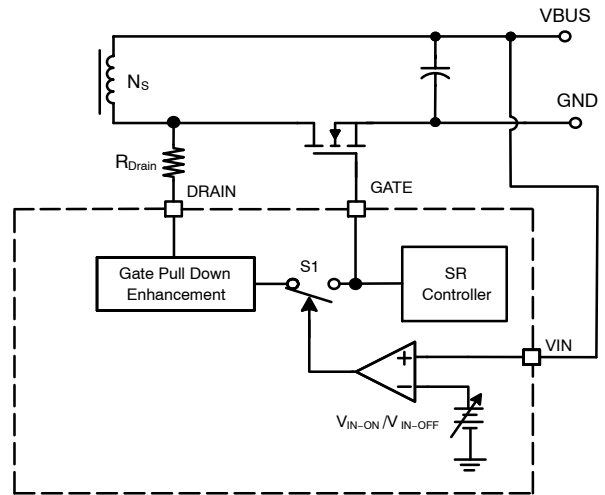 VBUS
NS
GND
RDrain
DRAIN
GATE
Gate Pull Down
Enhancement
S1
SR
Controller
VIN
+
−
VIN−ON /VIN−OFF